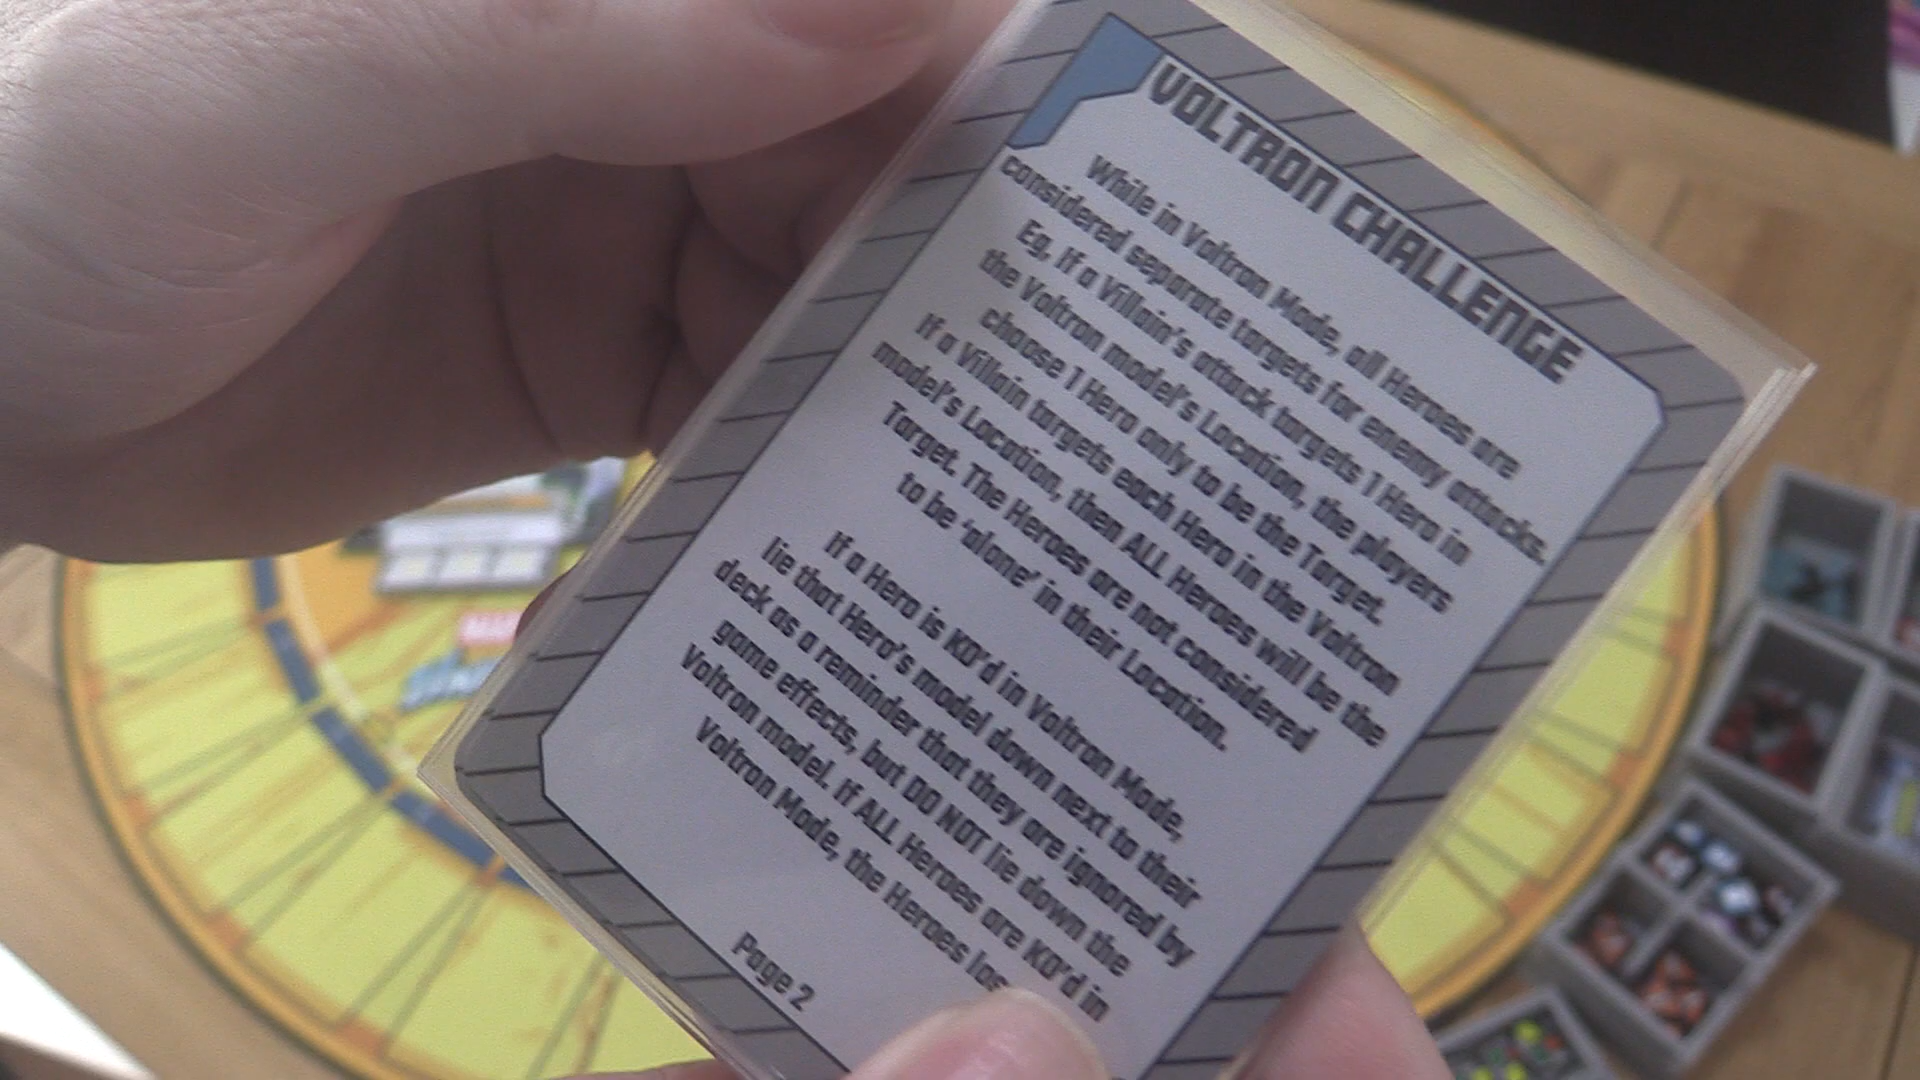 VOLTRON CHALLENGE
While in Voltron Mode, all Heroes are
considered separate targets for enemy attacks.
Eg, if a Villain's attack targets 1 Hero in
the Voltron model's Location, the players
choose 1 Hero only to be the Target.
If a Villain targets each Hero in the Voltron
model's Location, then ALL Heroes will be the
Target. The Heroes are not considered
to be 'alone' in their Location.
If a Hero is KO'd in Voltron Mode,
lie that Hero's model down next to their
deck as a reminder that they are ignored by
game effects, but DO NOT lie down the
Voltron model. If ALL Heroes are KO'd in
Voltron Mode, the Heroes
Page 2